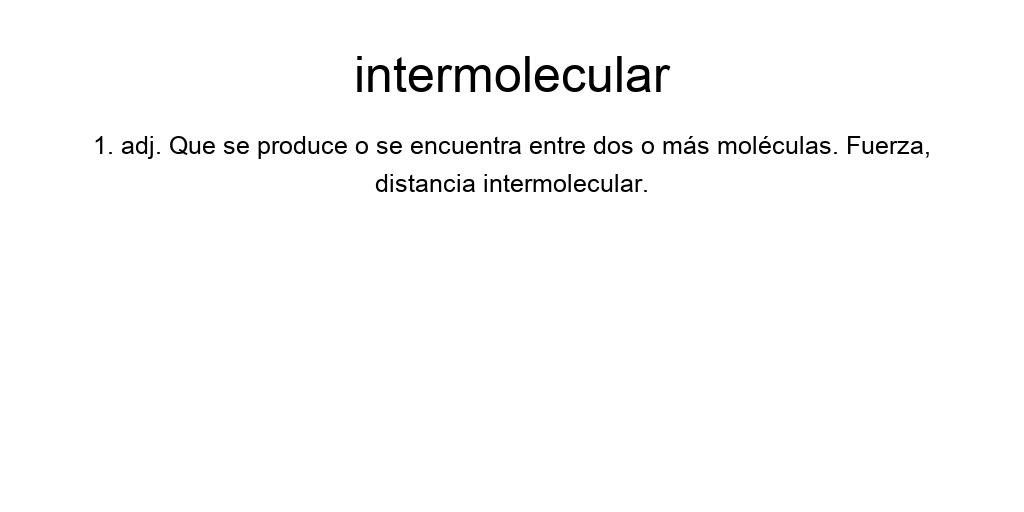 intermolecular
1. adj. Que se produce o se encuentra entre dos o más moléculas. Fuerza,
distancia intermolecular.